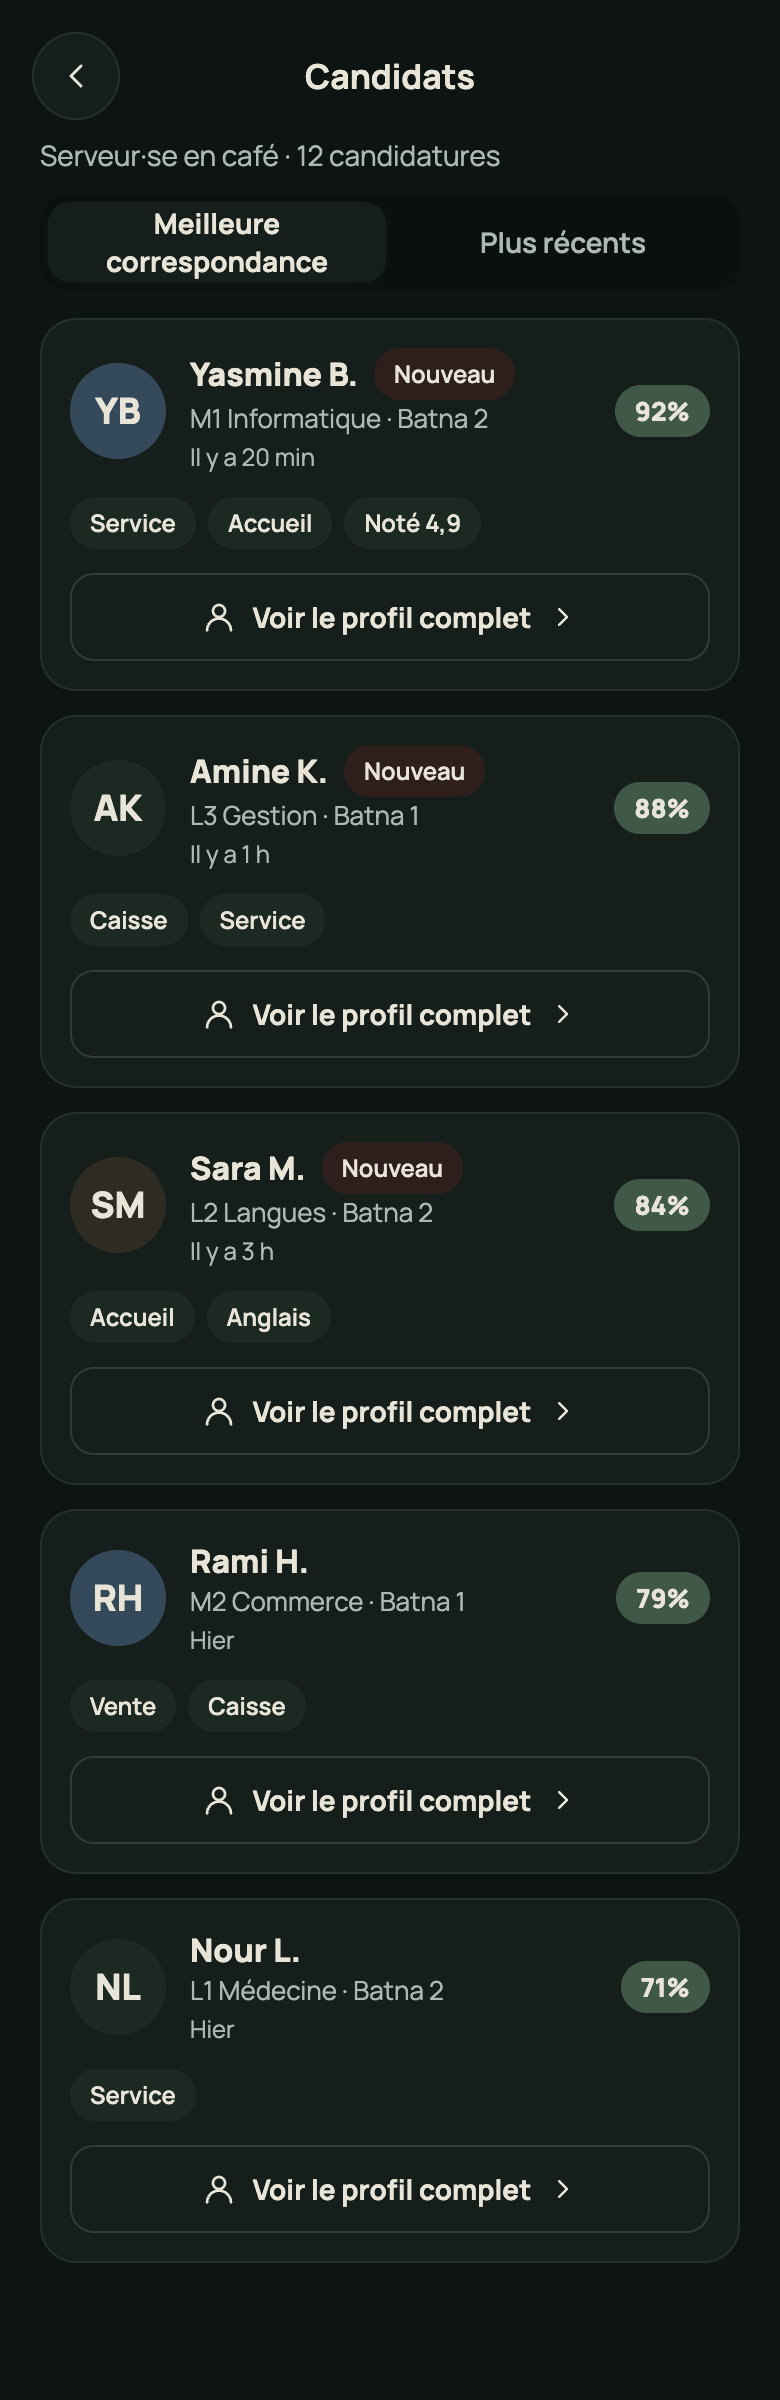 Candidats
Serveur·se en café · 12 candidatures
Meilleure
correspondance
Plus récents
YB
Yasmine B.
Nouveau
M1 Informatique · Batna 2
Il y a 20 min
92%
Service
Accueil
Noté 4,9
Voir le profil complet
AK
Amine K.
Nouveau
L3 Gestion · Batna 1
Il y a 1 h
88%
Caisse
Service
Voir le profil complet
SM
Sara M.
Nouveau
L2 Langues · Batna 2
Il y a 3 h
84%
Accueil
Anglais
Voir le profil complet
RH
Rami H.
M2 Commerce · Batna 1
Hier
79%
Vente
Caisse
Voir le profil complet
NL
Nour L.
L1 Médecine · Batna 2
Hier
71%
Service
Voir le profil complet